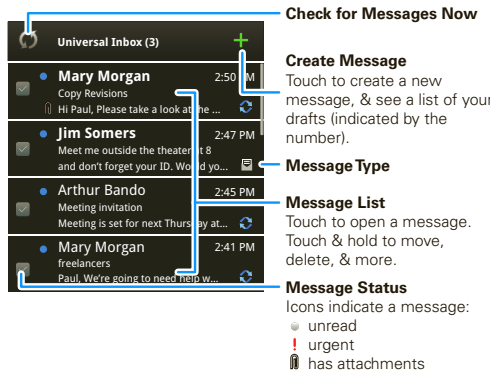 Check for Messages Now
Universal Inbox (3)
Create Message
Touch to create a new
message, & see a list of your
drafts (indicated by the
number).
Mary Morgan 2:50 PM
Copy Revisions
Hi Paul, Please take a look at the ...
Jim Somers 2:47 PM
Meet me outside the theater at 8
and don't forget your ID. Would yo...
Message Type
Arthur Bando 2:45 PM
Meeting invitation
Meeting is set for next Thursday at...
Message List
Touch to open a message.
Touch & hold to move,
delete, & more.
Mary Morgan 2:41 PM
freelancers
Paul, We're going to need help w...
Message Status
Icons indicate a message:
unread
urgent
has attachments